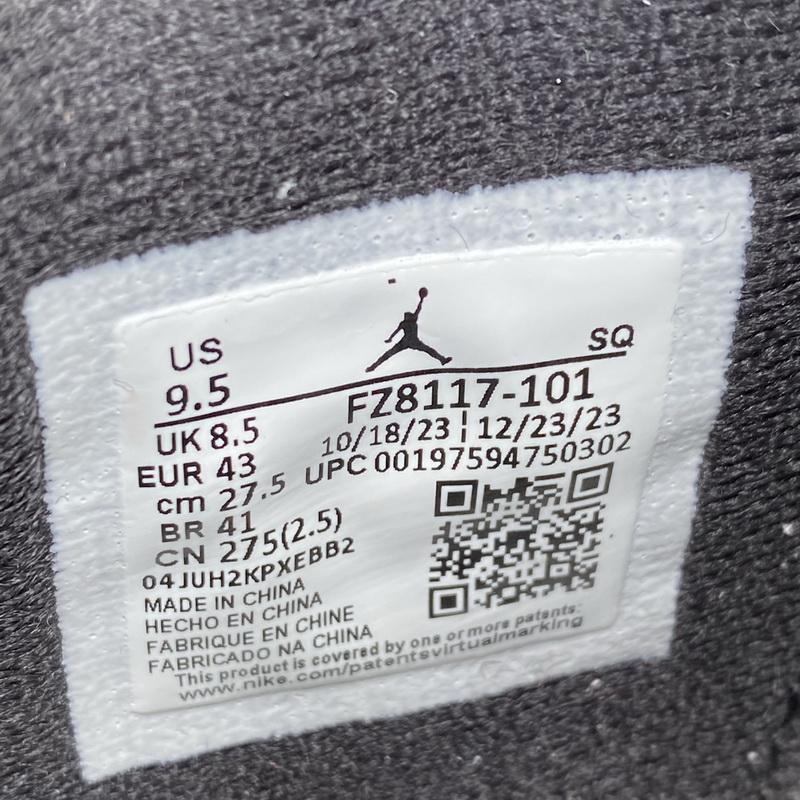 US
SQ
9.5
FZ8117-101
UK 8.5
10/18/23 | 12/23/23
EUR 43
UPC 00197594750302
cm 27.5
BR 41
CN 275(2.5)
04JUH2KPXEBB2
MADE IN CHINA
HECHO EN CHINA
FABRIQUE EN CHINE
FABRICADO NA CHINA
This product is covered by one or more patents:
www.nike.com/patentsvirtualmarking